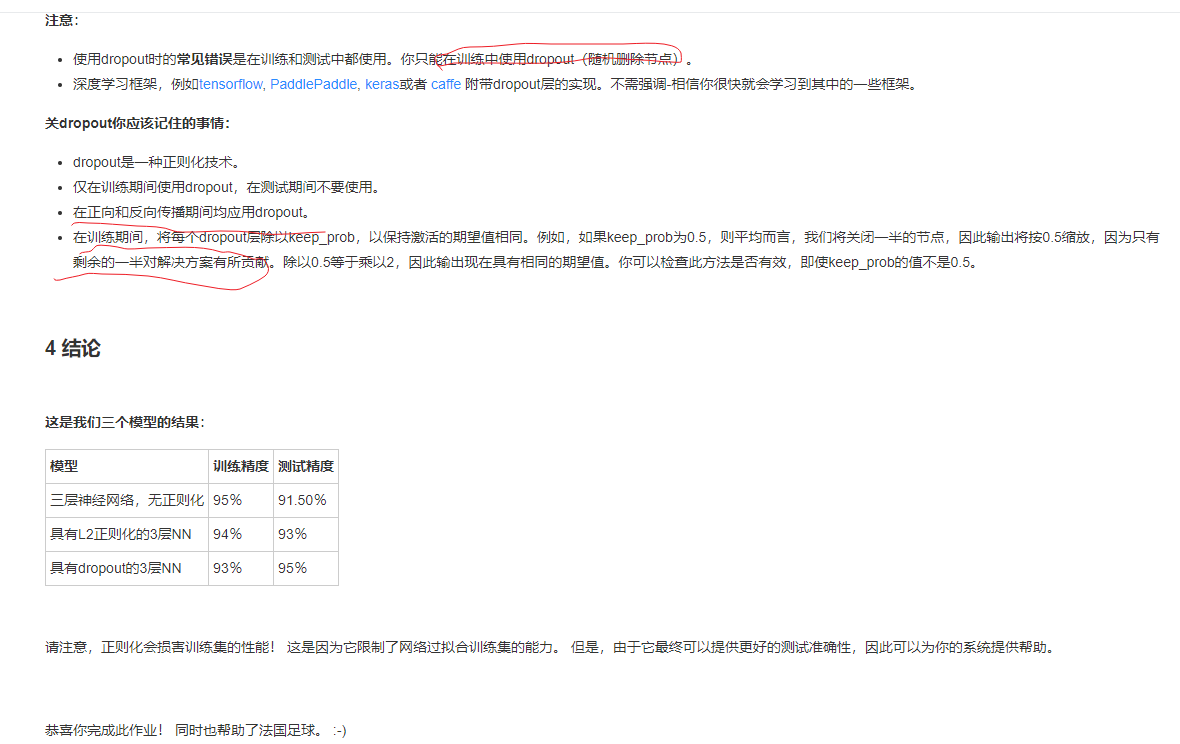 注意：
使用dropout时的常见错误是在训练和测试中都使用。你只能在训练中使用dropout（随机删除节点）。
深度学习框架，例如tensorflow, PaddlePaddle, keras或者 caffe 附带dropout层的实现。不需强调-相信你很快就会学习到其中的一些框架。
关dropout你应该记住的事情：
dropout是一种正则化技术。
仅在训练期间使用dropout，在测试期间不要使用。
在正向和反向传播期间均应用dropout。
在训练期间，将每个dropout层除以keep_prob，以保持激活的期望值相同。例如，如果keep_prob为0.5，则平均而言，我们将关闭一半的节点，因此输出将按0.5缩放，因为只有
剩余的一半对解决方案有所贡献。除以0.5等于乘以2，因此输出现在具有相同的期望值。你可以检查此方法是否有效，即使keep_prob的值不是0.5。
4 结论
这是我们三个模型的结果：
模型 训练精度 测试精度
三层神经网络，无正则化 95% 91.50%
具有L2正则化的3层NN 94% 93%
具有dropout的3层NN 93% 95%
请注意，正则化会损害训练集的性能！ 这是因为它限制了网络过拟合训练集的能力。 但是，由于它最终可以提供更好的测试准确性，因此可以为你的系统提供帮助。
恭喜你完成此作业！ 同时也帮助了法国足球。 :-)